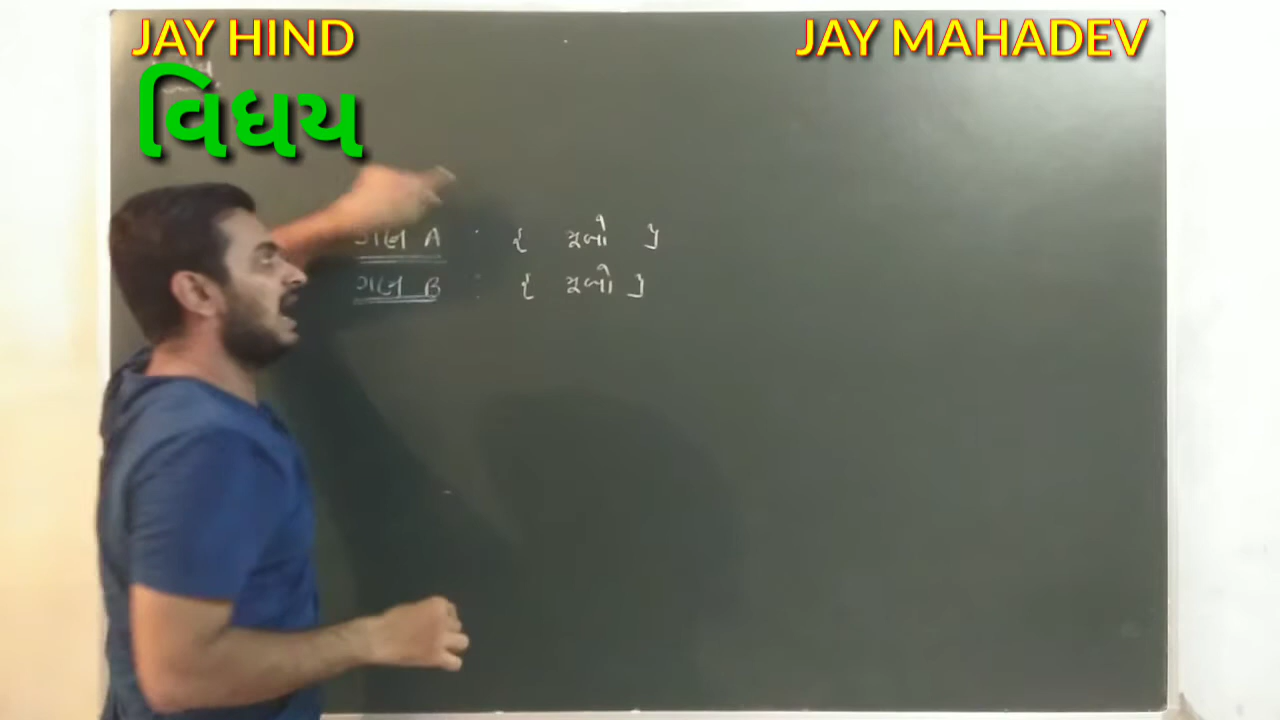 JAY HIND
JAY MAHADEV
વિધય
ગણ A : { સૂબો }
ગણ B : { સૂબો }